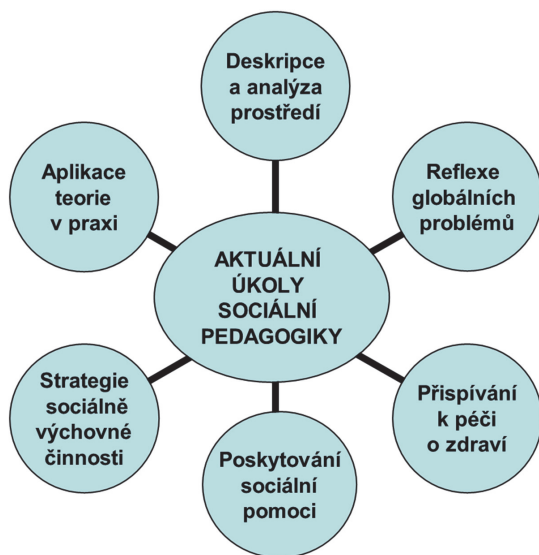 Deskripce
a analýza
prostředí
Aplikace
teorie
v praxi
Reflexe
globálních
problémů
AKTUÁLNÍ
ÚKOLY
SOCIÁLNÍ
PEDAGOGIKY
Strategie
sociálně
výchovné
činnosti
Přispívání
k péči
o zdraví
Poskytování
sociální
pomoci